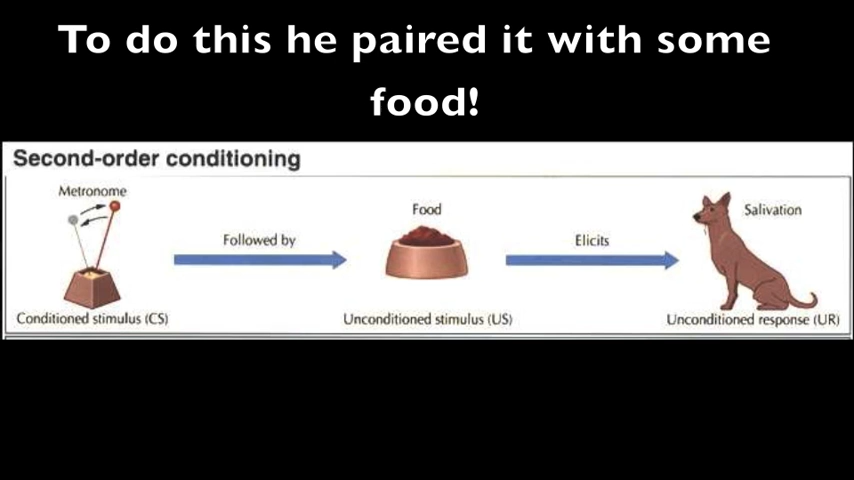 To do this he paired it with some
food!
Second-order conditioning
Metronome
Followed by
Food
Elicits
Salivation
Conditioned stimulus (CS)
Unconditioned stimulus (US)
Unconditioned response (UR)